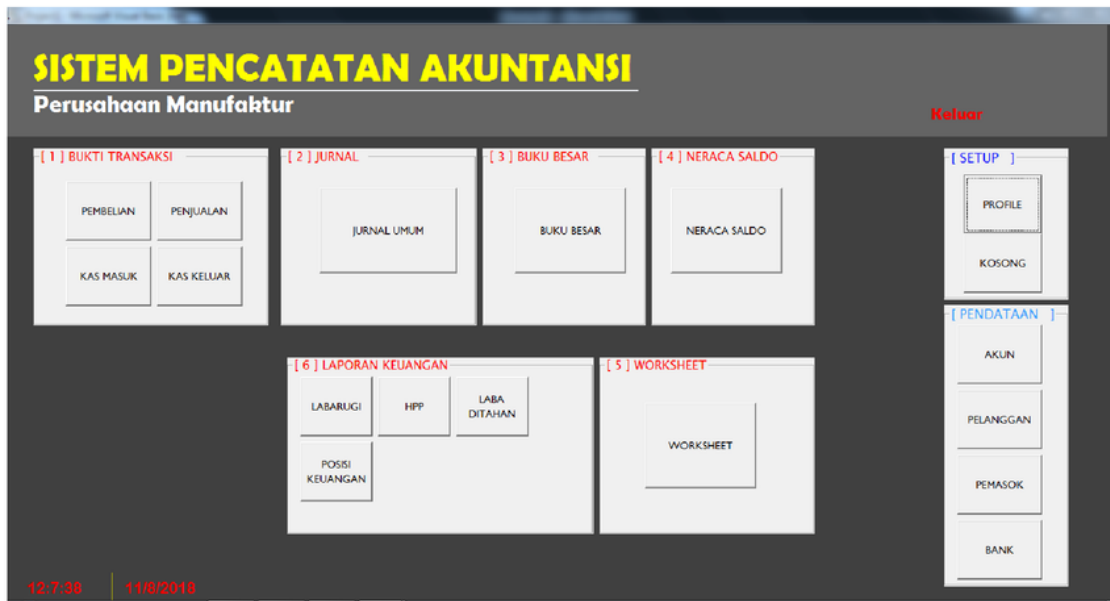 SISTEM PENCATATAN AKUNTANSI
Perusahaan Manufaktur
Keluar
[ 1 ] BUKTI TRANSAKSI
PEMBELIAN
PENJUALAN
KAS MASUK
KAS KELUAR
[ 2 ] JURNAL
JURNAL UMUM
[ 3 ] BUKU BESAR
BUKU BESAR
[ 4 ] NERACA SALDO
NERACA SALDO
[ SETUP ]
PROFILE
KOSONG
[ PENDATAAN ]
AKUN
PELANGGAN
PEMASOK
BANK
[ 6 ] LAPORAN KEUANGAN
LABARUGI
HPP
LABA
DITAHAN
POSISI
KEUANGAN
[ 5 ] WORKSHEET
WORKSHEET
12:7:38
11/8/2018